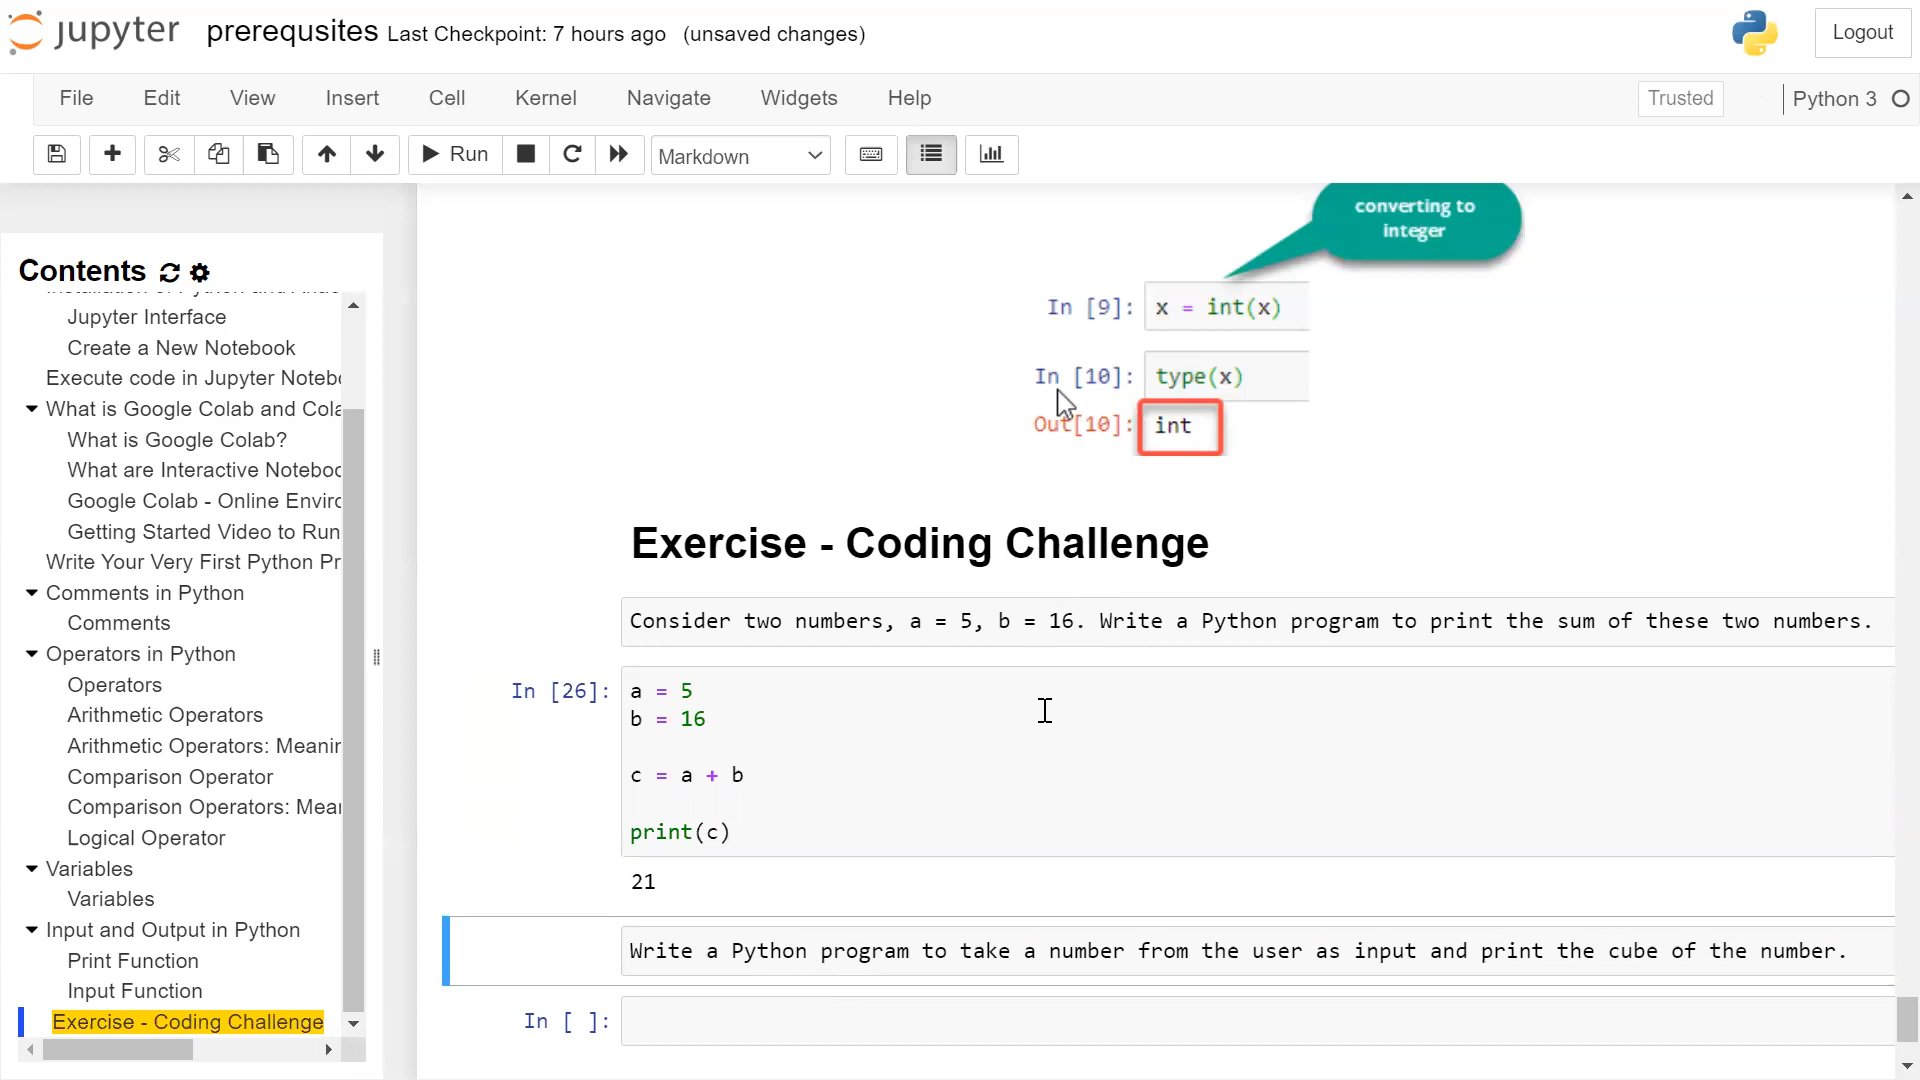 jupyter prerequsites Last Checkpoint: 7 hours ago (unsaved changes)
Logout
File Edit View Insert Cell Kernel Navigate Widgets Help
Trusted
Python 3
Run
Markdown
Contents
Jupyter Interface
Create a New Notebook
Execute code in Jupyter Notebo
What is Google Colab and Cola
What is Google Colab?
What are Interactive Noteboo
Google Colab - Online Enviro
Getting Started Video to Run
Write Your Very First Python Pr
Comments in Python
Comments
Operators in Python
Operators
Arithmetic Operators
Arithmetic Operators: Meanin
Comparison Operator
Comparison Operators: Mea
Logical Operator
Variables
Variables
Input and Output in Python
Print Function
Input Function
Exercise - Coding Challenge
converting to
integer
In [9]: x = int(x)
In [10]: type(x)
Out[10]: int
Exercise - Coding Challenge
Consider two numbers, a = 5, b = 16. Write a Python program to print the sum of these two numbers.
In [26]: a = 5
b = 16
c = a + b
print(c)
21
Write a Python program to take a number from the user as input and print the cube of the number.
In [ ]: